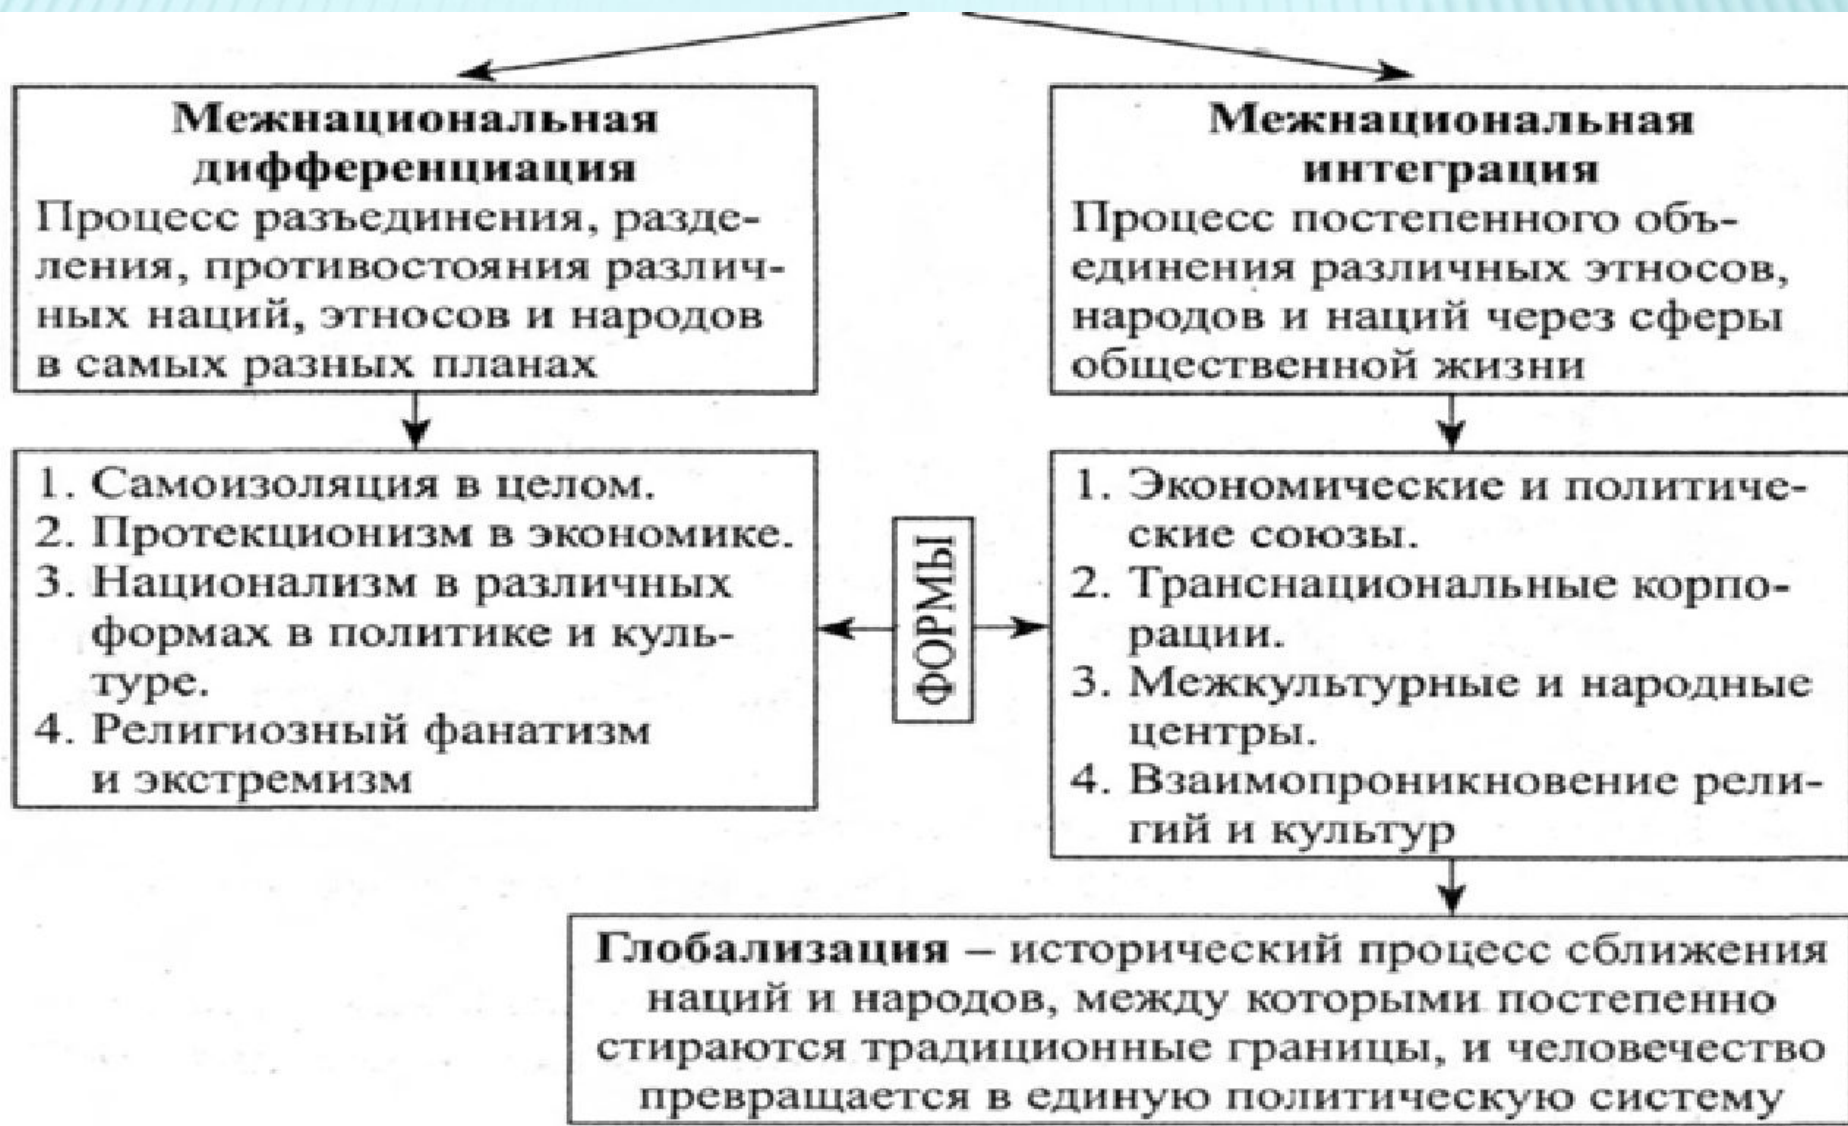 Межнациональная
дифференциация
Процесс разъединения, разде-
ления, противостояния различ-
ных наций, этносов и народов
в самых разных планах
Межнациональная
интеграция
Процесс постепенного объ-
единения различных этносов,
народов и наций через сферы
общественной жизни
1. Самоизоляция в целом.
2. Протекционизм в экономике.
3. Национализм в различных
формах в политике и куль-
туре.
4. Религиозный фанатизм
и экстремизм
ФОРМЫ
1. Экономические и политиче-
ские союзы.
2. Транснациональные корпо-
рации.
3. Межкультурные и народные
центры.
4. Взаимопроникновение рели-
гий и культур
Глобализация – исторический процесс сближения
наций и народов, между которыми постепенно
стираются традиционные границы, и человечество
превращается в единую политическую систему